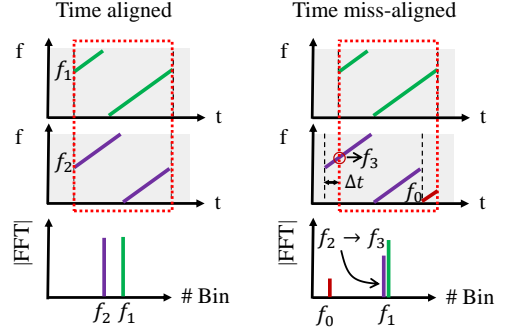 Time aligned
Time miss-aligned
f
f₁
t
f
t
f
f₂
t
f
f₃
Δt
f₀
t
|FFT|
f₂ f₁
# Bin
|FFT|
f₂ → f₃
f₀ f₁
# Bin